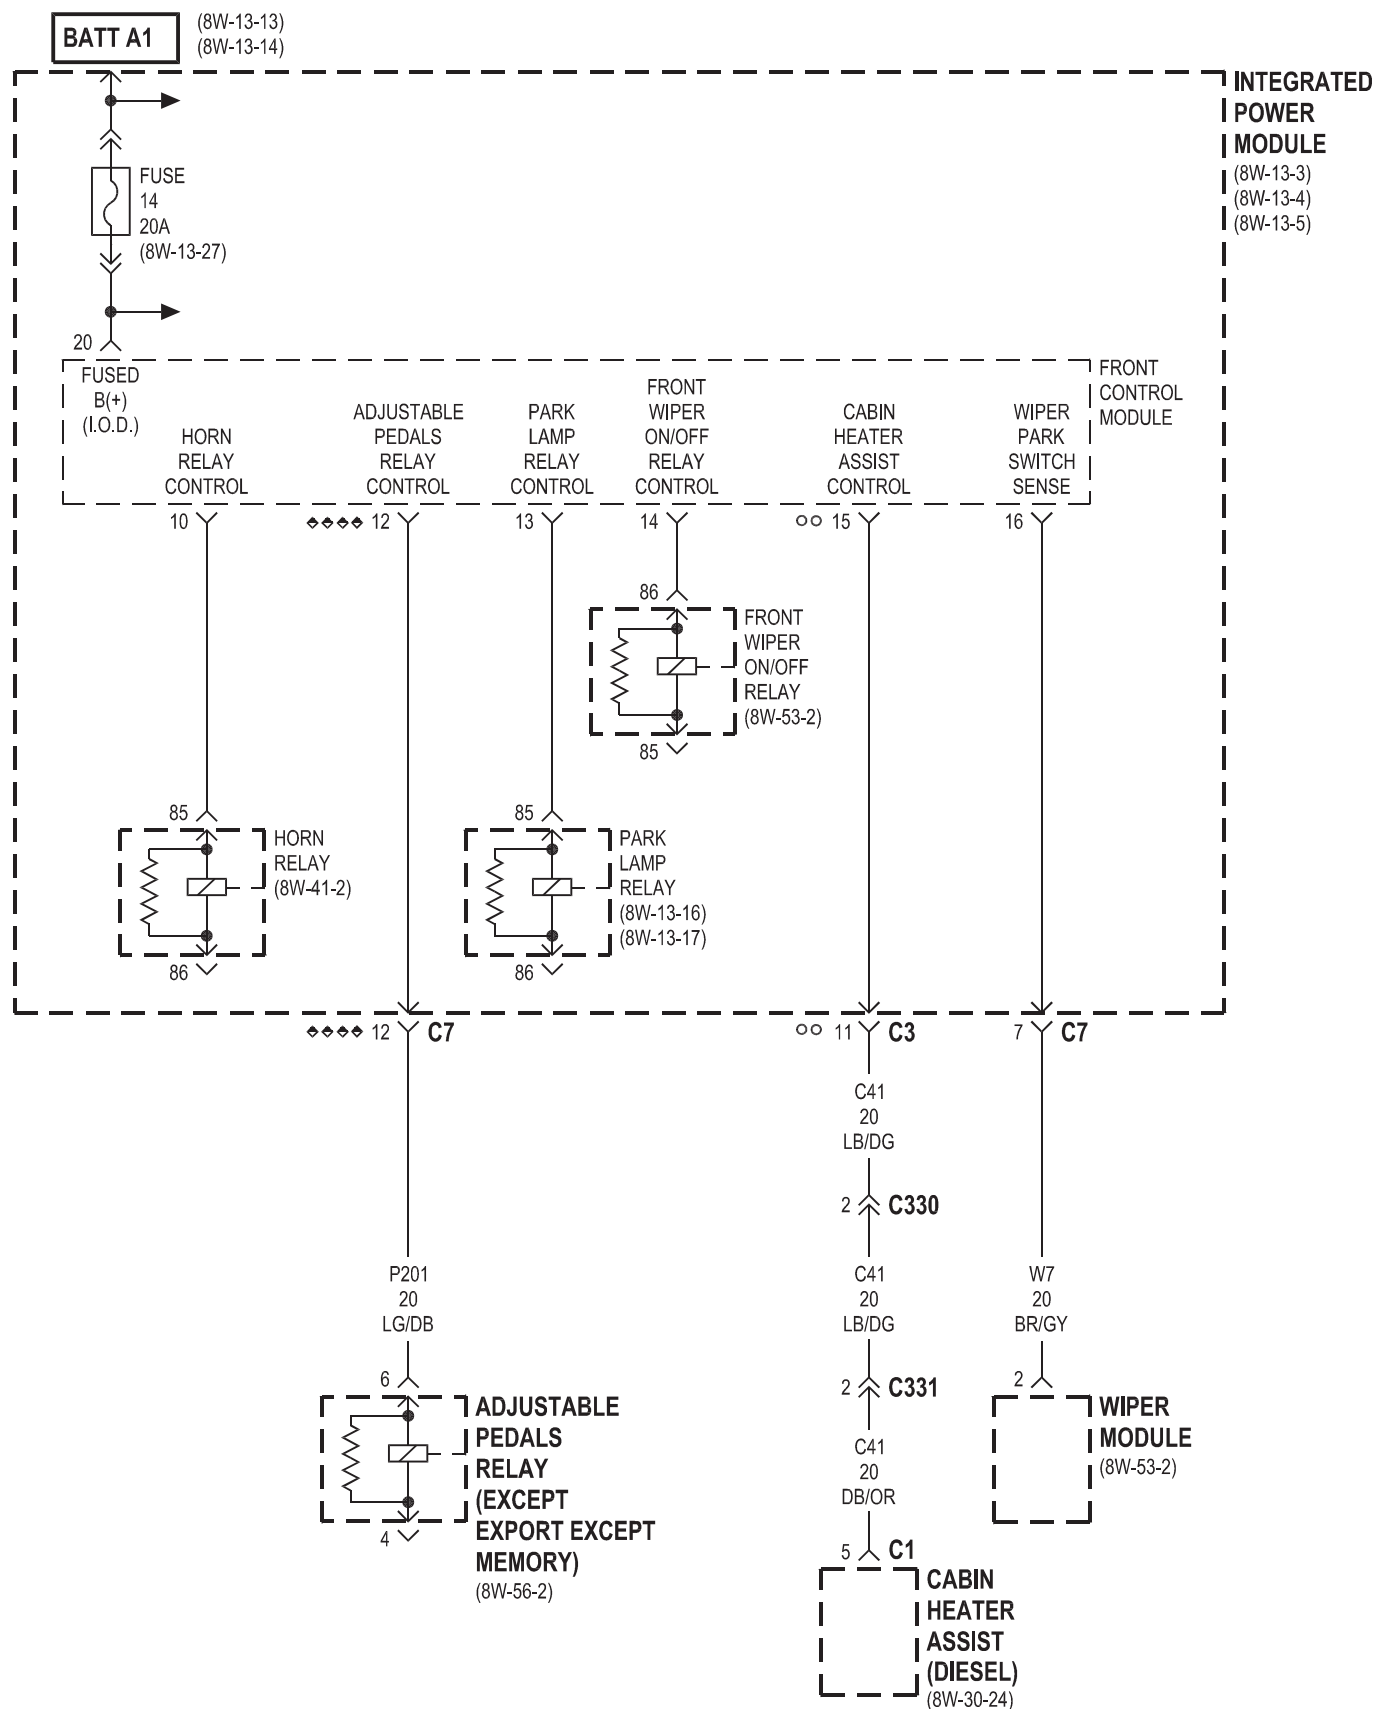 BATT A1
(8W-13-13)
(8W-13-14)
INTEGRATED
POWER
MODULE
(8W-13-3)
(8W-13-4)
(8W-13-5)
FUSE
14
20A
(8W-13-27)
20
FUSED
B(+)
(I.O.D.)
HORN
RELAY
CONTROL
ADJUSTABLE
PEDALS
RELAY
CONTROL
PARK
LAMP
RELAY
CONTROL
FRONT
WIPER
ON/OFF
RELAY
CONTROL
CABIN
HEATER
ASSIST
CONTROL
WIPER
PARK
SWITCH
SENSE
FRONT
CONTROL
MODULE
10
12
13
14
15
16
86
FRONT
WIPER
ON/OFF
RELAY
(8W-53-2)
85
85
HORN
RELAY
(8W-41-2)
86
85
PARK
LAMP
RELAY
(8W-13-16)
(8W-13-17)
86
12 C7
11 C3
7 C7
C41
20
LB/DG
2 C330
P201
20
LG/DB
C41
20
LB/DG
W7
20
BR/GY
6
ADJUSTABLE
PEDALS
RELAY
(EXCEPT
EXPORT EXCEPT
MEMORY)
(8W-56-2)
4
2 C331
C41
20
DB/OR
5 C1
CABIN
HEATER
ASSIST
(DIESEL)
(8W-30-24)
2
WIPER
MODULE
(8W-53-2)